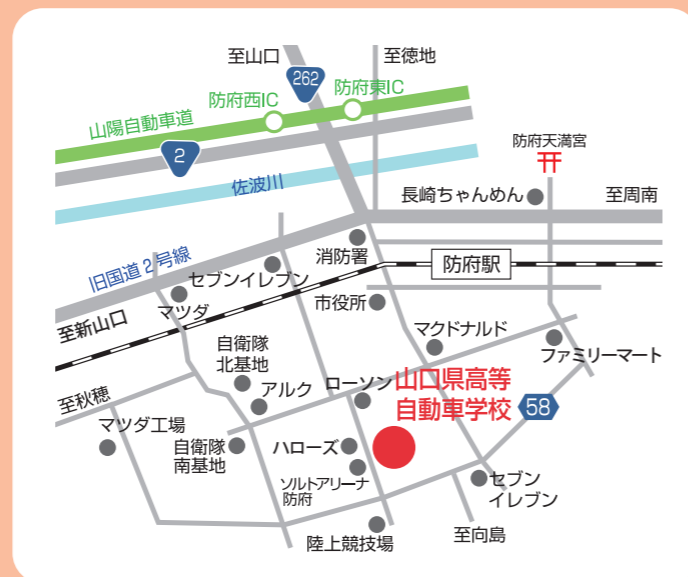 至山口
至徳地
262
防府東IC
防府西IC
山陽自動車道
2
防府天満宮
佐波川
長崎ちゃんめん
至周南
消防署
旧国道2号線
セブンイレブン
防府駅
マツダ
市役所
至新山口
マクドナルド
ファミリーマート
自衛隊
北基地
アルク
ローソン
山口県高等
自動車学校
58
至秋穂
マツダ工場
自衛隊
南基地
ハローズ
ソルトアリーナ
防府
セブン
イレブン
陸上競技場
至向島